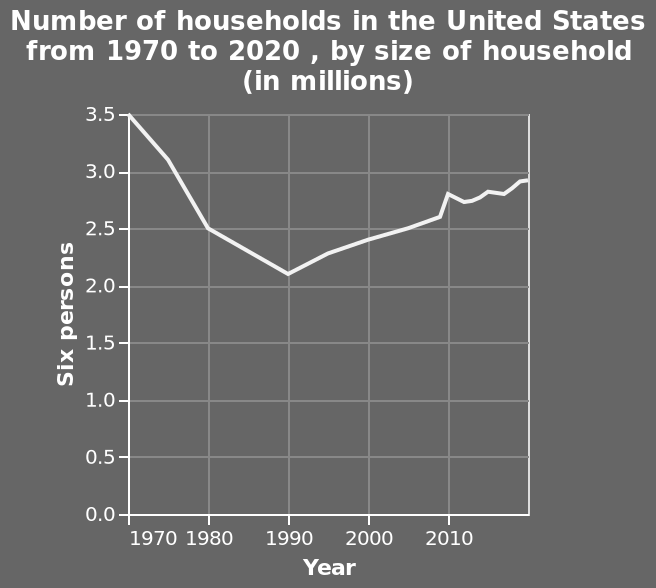 Number of households in the United States
from 1970 to 2020 , by size of household
(in millions)
3.5
3.0
2.5
2.0
1.5
1.0
0.5
0.0
Six persons
1970 1980 1990 2000 2010
Year